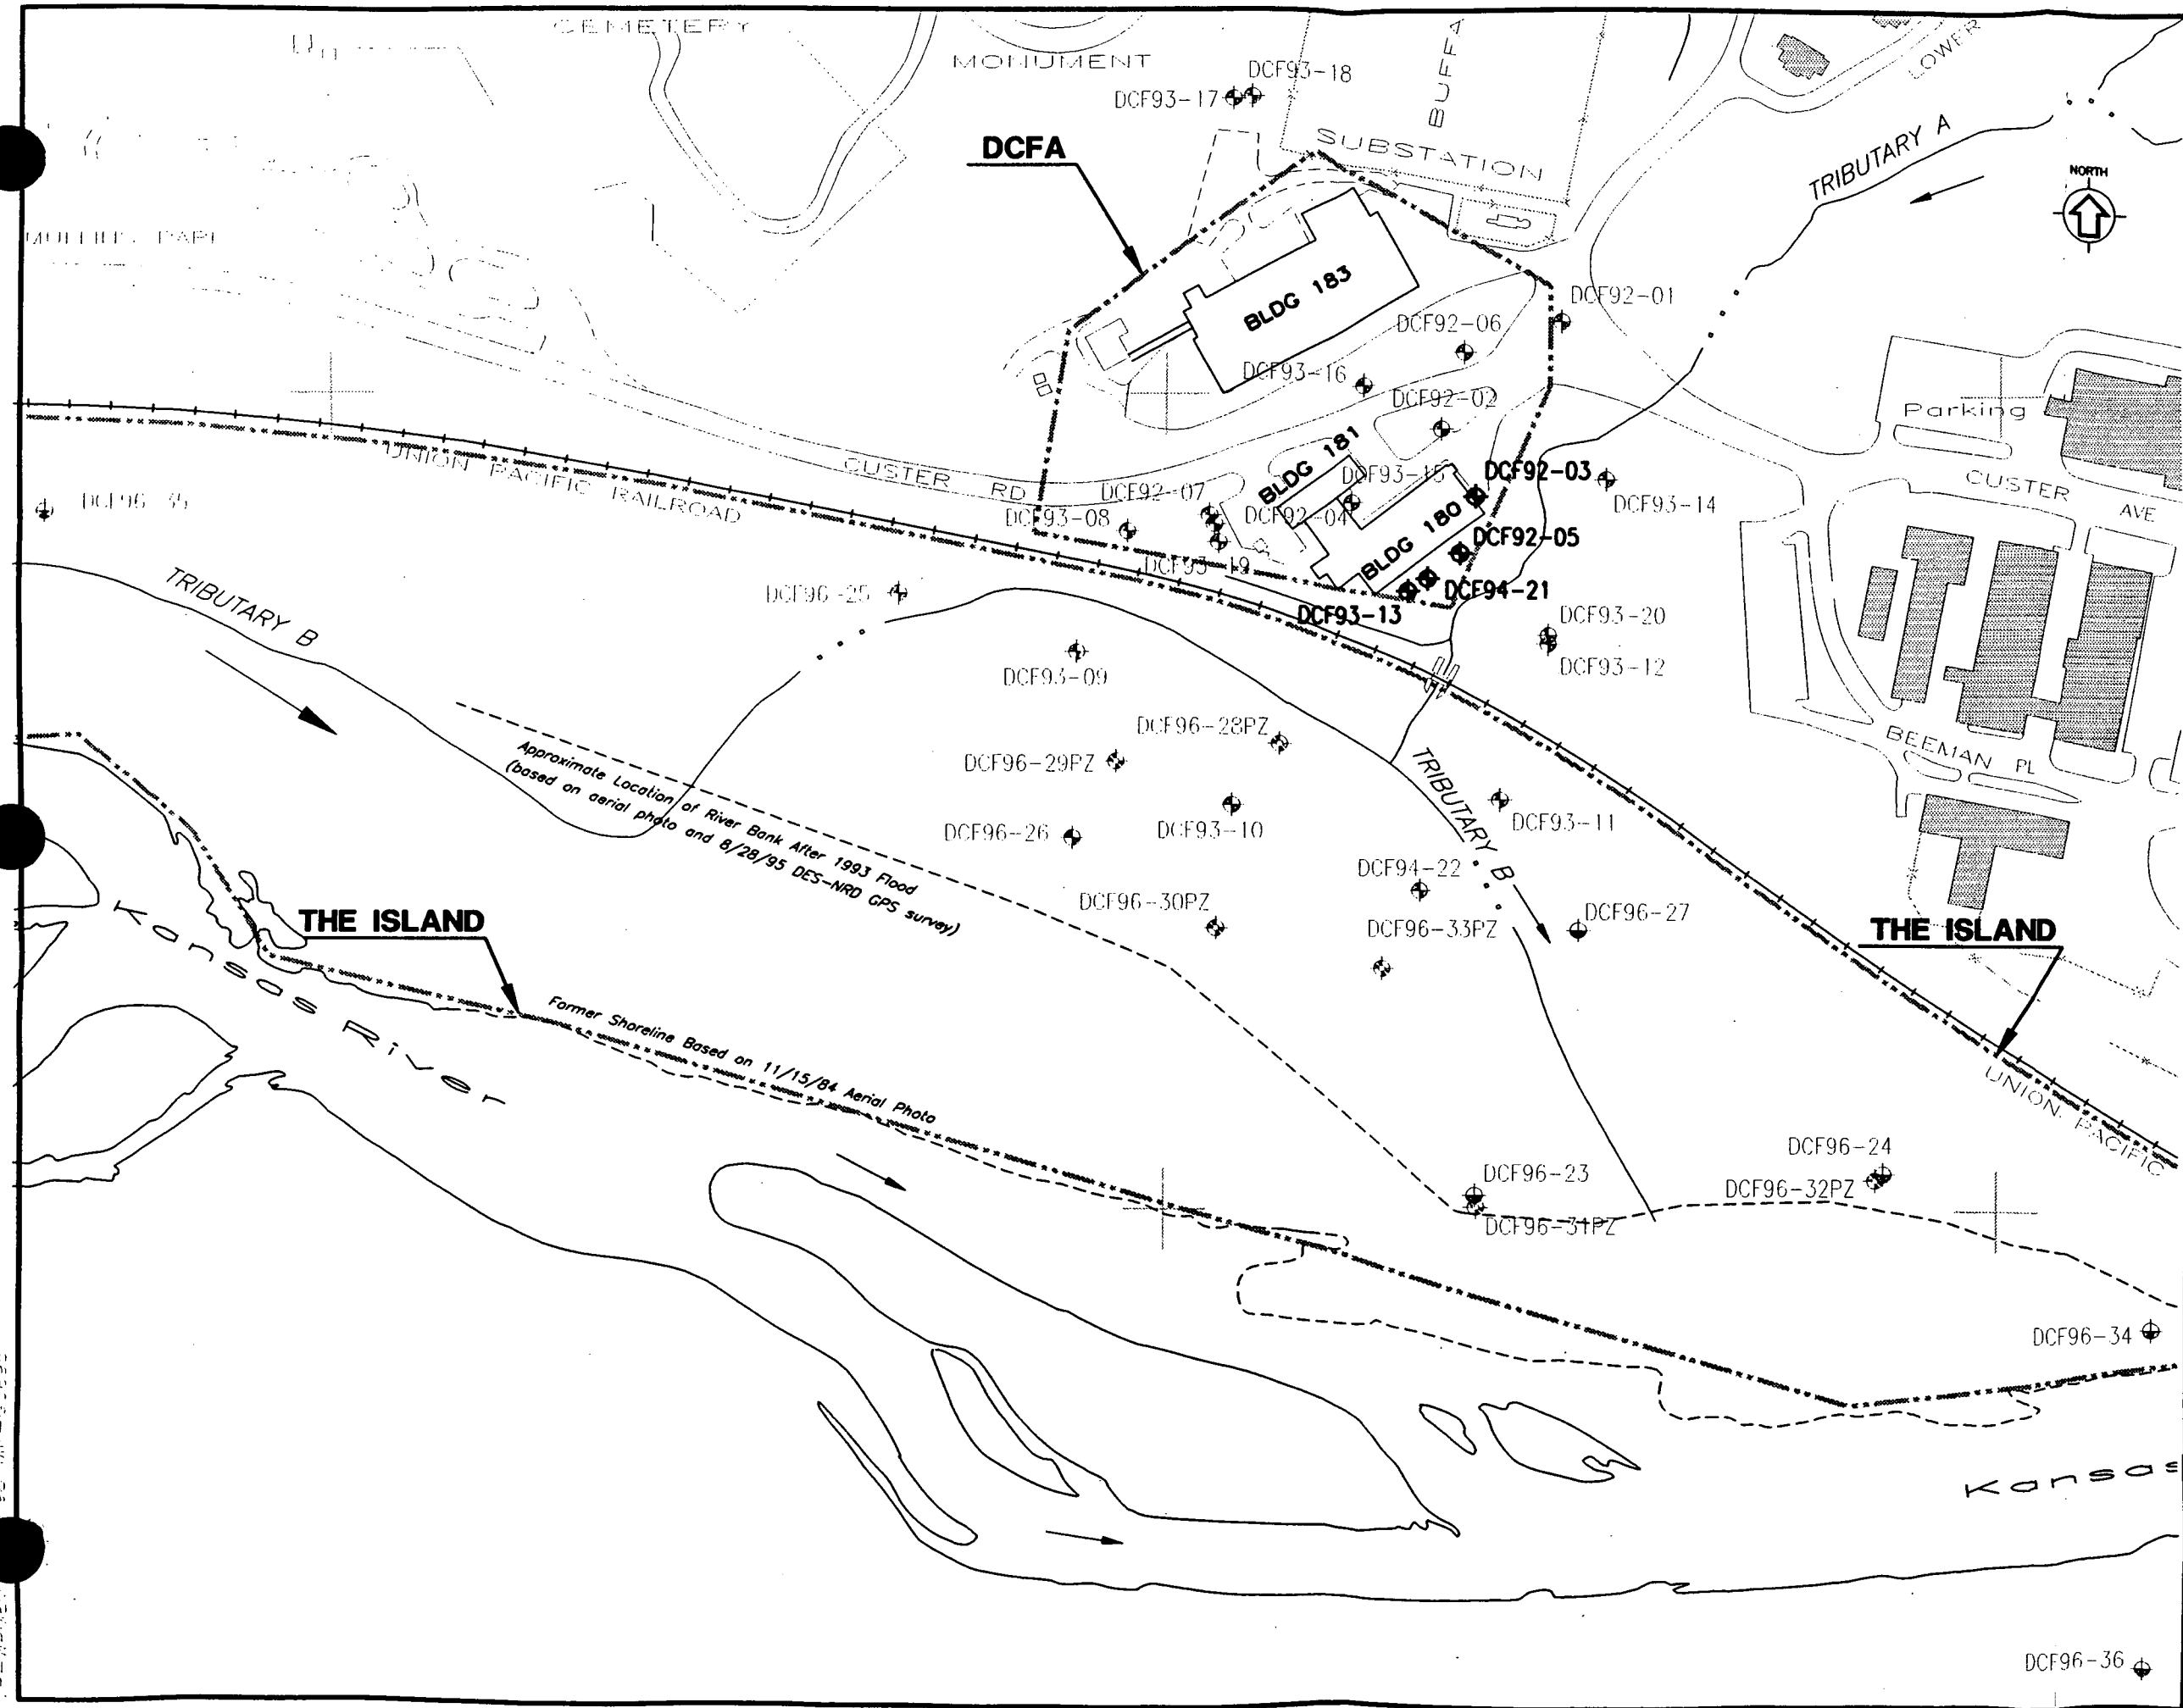 CEMETERY
MONUMENT
BUFFA
LOWER
DCF93-18
DCF93-17
SUBSTATION
DCFA
TRIBUTARY A
NORTH
BLDG 183
DCF92-01
DCF92-06
DCF93-16
DCF92-02
Parking
BLDG 181
DCF93-15
DCF92-03
CUSTER
AVE
DCF93-14
UNION PACIFIC RAILROAD
CUSTER RD
DCF92-07
DCF92-04
DCF93-08
BLDG 180
DCF92-05
DCF93-19
DCF94-21
DCF93-13
DCF96-35
DCF96-25
TRIBUTARY B
DCF93-20
DCF93-12
DCF93-09
DCF96-28PZ
DCF96-29PZ
BEEMAN PL
Approximate Location of River Bank After 1993 Flood
(based on aerial photo and 8/28/95 DES-NRD GPS survey)
TRIBUTARY B
DCF96-26
DCF93-10
DCF93-11
DCF94-22
DCF96-30PZ
DCF96-33PZ
DCF96-27
THE ISLAND
THE ISLAND
Kansas River
Former Shoreline Based on 11/15/84 Aerial Photo
UNION PACIFIC
DCF96-24
DCF96-23
DCF96-32PZ
DCF96-31PZ
DCF96-34
Kansas
DCF96-36